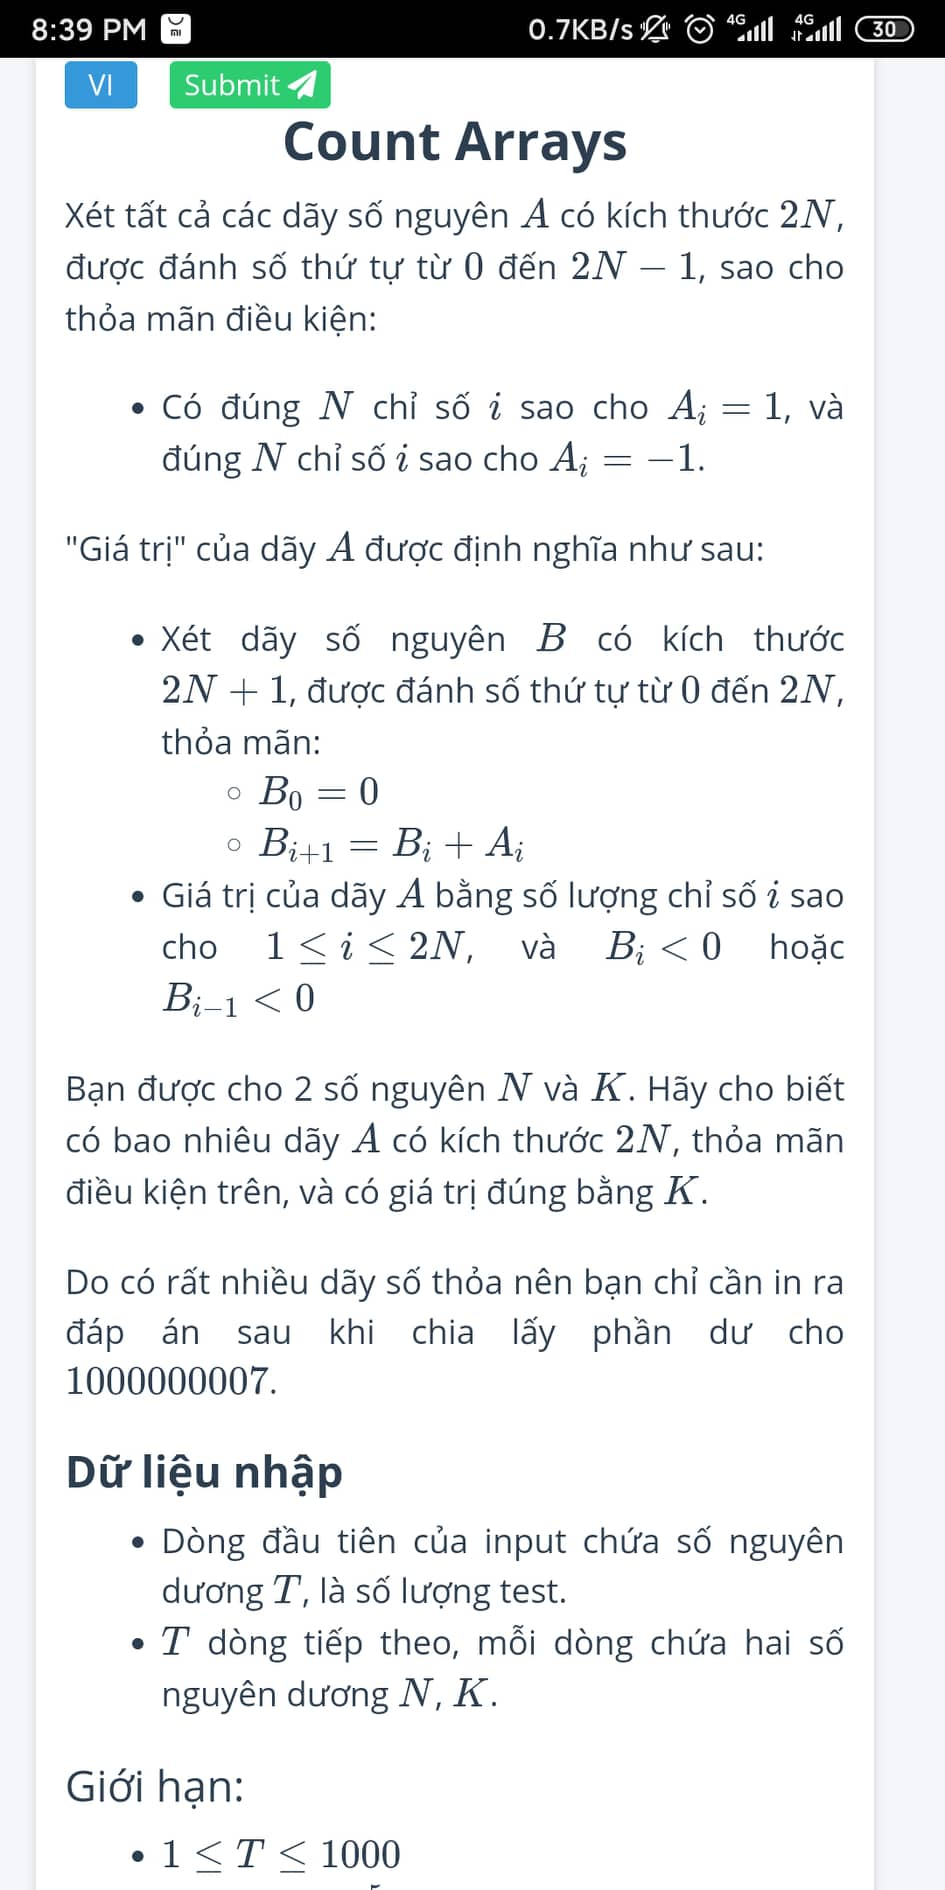 8:39 PM
0.7KB/s 4G 4G 30
VI Submit
Count Arrays
Xét tất cả các dãy số nguyên A có kích thước 2N,
được đánh số thứ tự từ 0 đến 2N − 1, sao cho
thỏa mãn điều kiện:
• Có đúng N chỉ số i sao cho A_i = 1, và
đúng N chỉ số i sao cho A_i = −1.
"Giá trị" của dãy A được định nghĩa như sau:
• Xét dãy số nguyên B có kích thước
2N + 1, được đánh số thứ tự từ 0 đến 2N,
thỏa mãn:
◦ B_0 = 0
◦ B_{i+1} = B_i + A_i
• Giá trị của dãy A bằng số lượng chỉ số i sao
cho 1 ≤ i ≤ 2N, và B_i < 0 hoặc
B_{i−1} < 0
Bạn được cho 2 số nguyên N và K. Hãy cho biết
có bao nhiêu dãy A có kích thước 2N, thỏa mãn
điều kiện trên, và có giá trị đúng bằng K.
Do có rất nhiều dãy số thỏa nên bạn chỉ cần in ra
đáp án sau khi chia lấy phần dư cho
1000000007.
Dữ liệu nhập
• Dòng đầu tiên của input chứa số nguyên
dương T, là số lượng test.
• T dòng tiếp theo, mỗi dòng chứa hai số
nguyên dương N, K.
Giới hạn:
• 1 ≤ T ≤ 1000